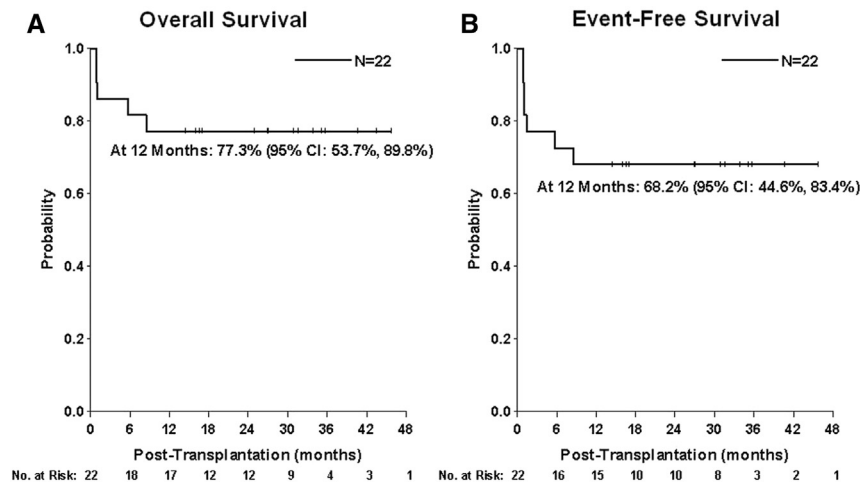 A
Overall Survival
N=22
1.0
0.8
0.6
0.4
0.2
0.0
Probability
At 12 Months: 77.3% (95% CI: 53.7%, 89.8%)
0 6 12 18 24 30 36 42 48
Post-Transplantation (months)
No. at Risk: 22 18 17 12 12 9 4 3 1
B
Event-Free Survival
N=22
1.0
0.8
0.6
0.4
0.2
0.0
Probability
At 12 Months: 68.2% (95% CI: 44.6%, 83.4%)
0 6 12 18 24 30 36 42 48
Post-Transplantation (months)
No. at Risk: 22 16 15 10 10 8 3 2 1